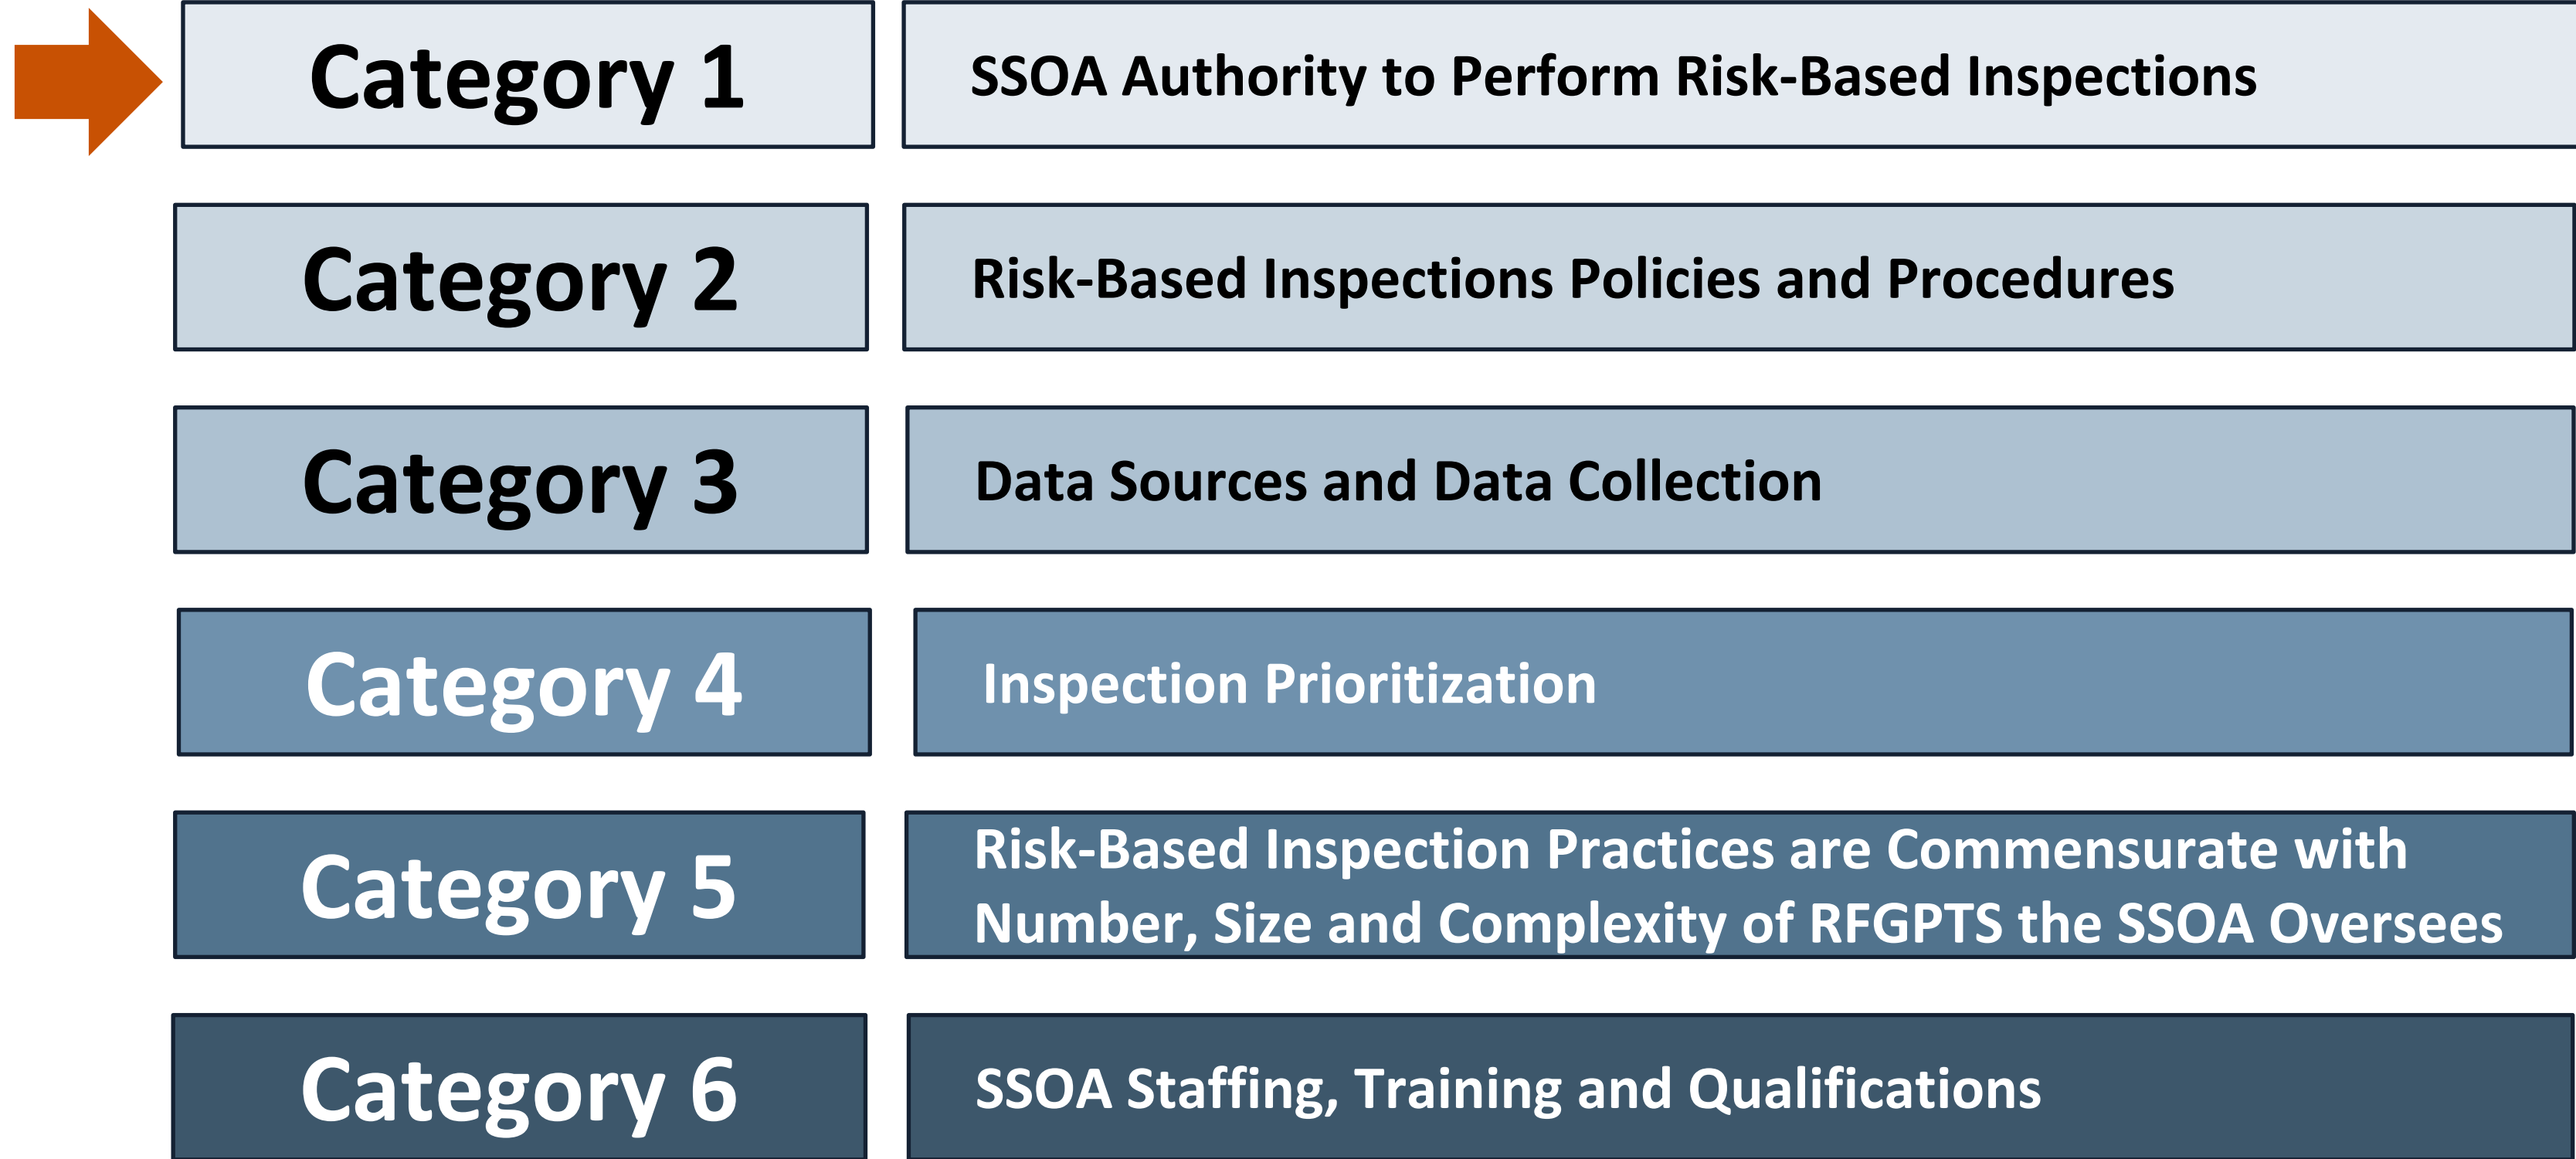 Category 1
SSOA Authority to Perform Risk-Based Inspections
Category 2
Risk-Based Inspections Policies and Procedures
Category 3
Data Sources and Data Collection
Category 4
Inspection Prioritization
Category 5
Risk-Based Inspection Practices are Commensurate with
Number, Size and Complexity of RFGPTS the SSOA Oversees
Category 6
SSOA Staffing, Training and Qualifications